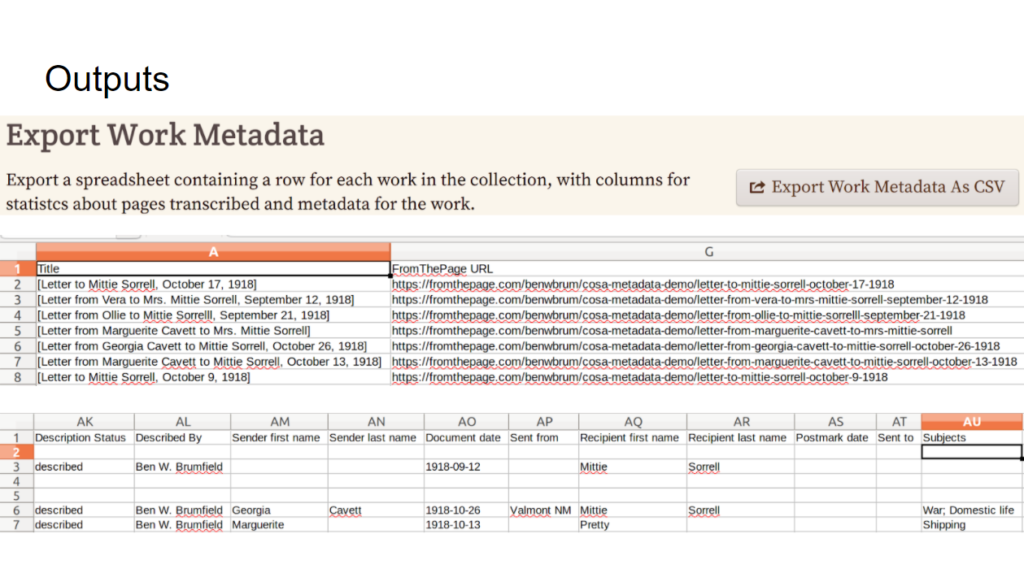 Outputs
Export Work Metadata
Export a spreadsheet containing a row for each work in the collection, with columns for
statistcs about pages transcribed and metadata for the work.
Export Work Metadata As CSV
A G
1 Title FromThePage URL
2 [Letter to Mittie Sorrell, October 17, 1918] https://fromthepage.com/benwbrum/cosa-metadata-demo/letter-to-mittie-sorrell-october-17-1918
3 [Letter from Vera to Mrs. Mittie Sorrell, September 12, 1918] https://fromthepage.com/benwbrum/cosa-metadata-demo/letter-from-vera-to-mrs-mittie-sorrell-september-12-1918
4 [Letter from Ollie to Mittie Sorrelll, September 21, 1918] https://fromthepage.com/benwbrum/cosa-metadata-demo/letter-from-ollie-to-mittie-sorrelll-september-21-1918
5 [Letter from Marguerite Cavett to Mrs. Mittie Sorrell] https://fromthepage.com/benwbrum/cosa-metadata-demo/letter-from-marguerite-cavett-to-mrs-mittie-sorrell
6 [Letter from Georgia Cavett to Mittie Sorrell, October 26, 1918] https://fromthepage.com/benwbrum/cosa-metadata-demo/letter-from-georgia-cavett-to-mittie-sorrell-october-26-1918
7 [Letter from Marguerite Cavett to Mittie Sorrell, October 13, 1918] https://fromthepage.com/benwbrum/cosa-metadata-demo/letter-from-marguerite-cavett-to-mittie-sorrell-october-13-1918
8 [Letter to Mittie Sorrell, October 9, 1918] https://fromthepage.com/benwbrum/cosa-metadata-demo/letter-to-mittie-sorrell-october-9-1918
AK AL AM AN AO AP AQ AR AS AT AU
1 Description Status Described By Sender first name Sender last name Document date Sent from Recipient first name Recipient last name Postmark date Sent to Subjects
2
3 described Ben W. Brumfield 1918-09-12 Mittie Sorrell
4
5
6 described Ben W. Brumfield Georgia Cavett 1918-10-26 Valmont NM Mittie Sorrell War; Domestic life
7 described Ben W. Brumfield Marguerite 1918-10-13 Pretty Shipping